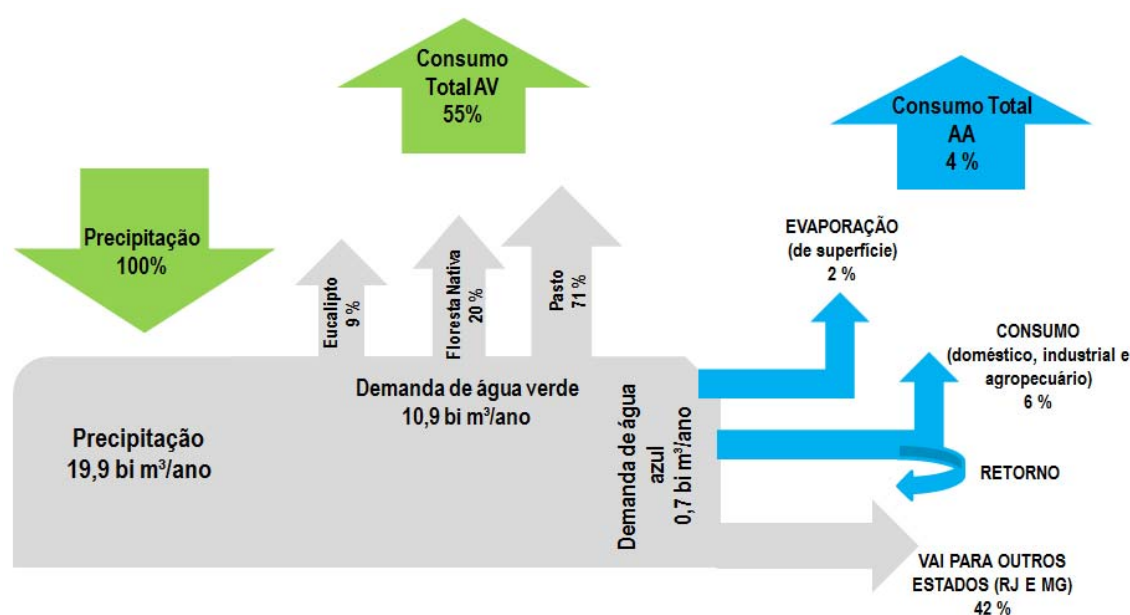 Consumo
Total AV
55%
Consumo Total
AA
4 %
Precipitação
100%
Eucalipto
9 %
Floresta Nativa
20 %
Pasto
71 %
EVAPORAÇÃO
(de superfície)
2 %
CONSUMO
(doméstico, industrial e
agropecuário)
6 %
Demanda de água verde
10,9 bi m³/ano
Precipitação
19,9 bi m³/ano
Demanda de água
azul
0,7 bi m³/ano
RETORNO
VAI PARA OUTROS
ESTADOS (RJ E MG)
42 %